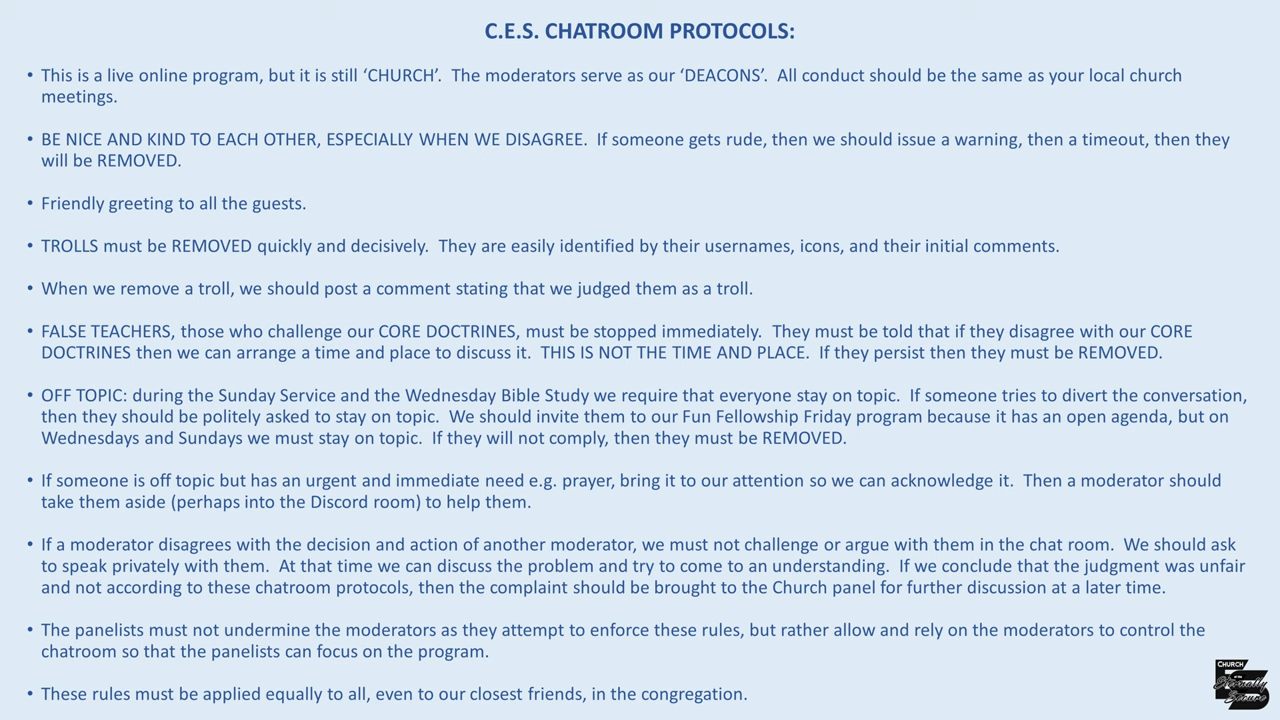 C.E.S. CHATROOM PROTOCOLS:
• This is a live online program, but it is still ‘CHURCH’.  The moderators serve as our ‘DEACONS’.  All conduct should be the same as your local church
meetings.
• BE NICE AND KIND TO EACH OTHER, ESPECIALLY WHEN WE DISAGREE.  If someone gets rude, then we should issue a warning, then a timeout, then they
will be REMOVED.
• Friendly greeting to all the guests.
• TROLLS must be REMOVED quickly and decisively.  They are easily identified by their usernames, icons, and their initial comments.
• When we remove a troll, we should post a comment stating that we judged them as a troll.
• FALSE TEACHERS, those who challenge our CORE DOCTRINES, must be stopped immediately.  They must be told that if they disagree with our CORE
DOCTRINES then we can arrange a time and place to discuss it.  THIS IS NOT THE TIME AND PLACE.  If they persist then they must be REMOVED.
• OFF TOPIC: during the Sunday Service and the Wednesday Bible Study we require that everyone stay on topic.  If someone tries to divert the conversation,
then they should be politely asked to stay on topic.  We should invite them to our Fun Fellowship Friday program because it has an open agenda, but on
Wednesdays and Sundays we must stay on topic.  If they will not comply, then they must be REMOVED.
• If someone is off topic but has an urgent and immediate need e.g. prayer, bring it to our attention so we can acknowledge it.  Then a moderator should
take them aside (perhaps into the Discord room) to help them.
• If a moderator disagrees with the decision and action of another moderator, we must not challenge or argue with them in the chat room.  We should ask
to speak privately with them.  At that time we can discuss the problem and try to come to an understanding.  If we conclude that the judgment was unfair
and not according to these chatroom protocols, then the complaint should be brought to the Church panel for further discussion at a later time.
• The panelists must not undermine the moderators as they attempt to enforce these rules, but rather allow and rely on the moderators to control the
chatroom so that the panelists can focus on the program.
• These rules must be applied equally to all, even to our closest friends, in the congregation.
CHURCH
of the
Eternally
Secure